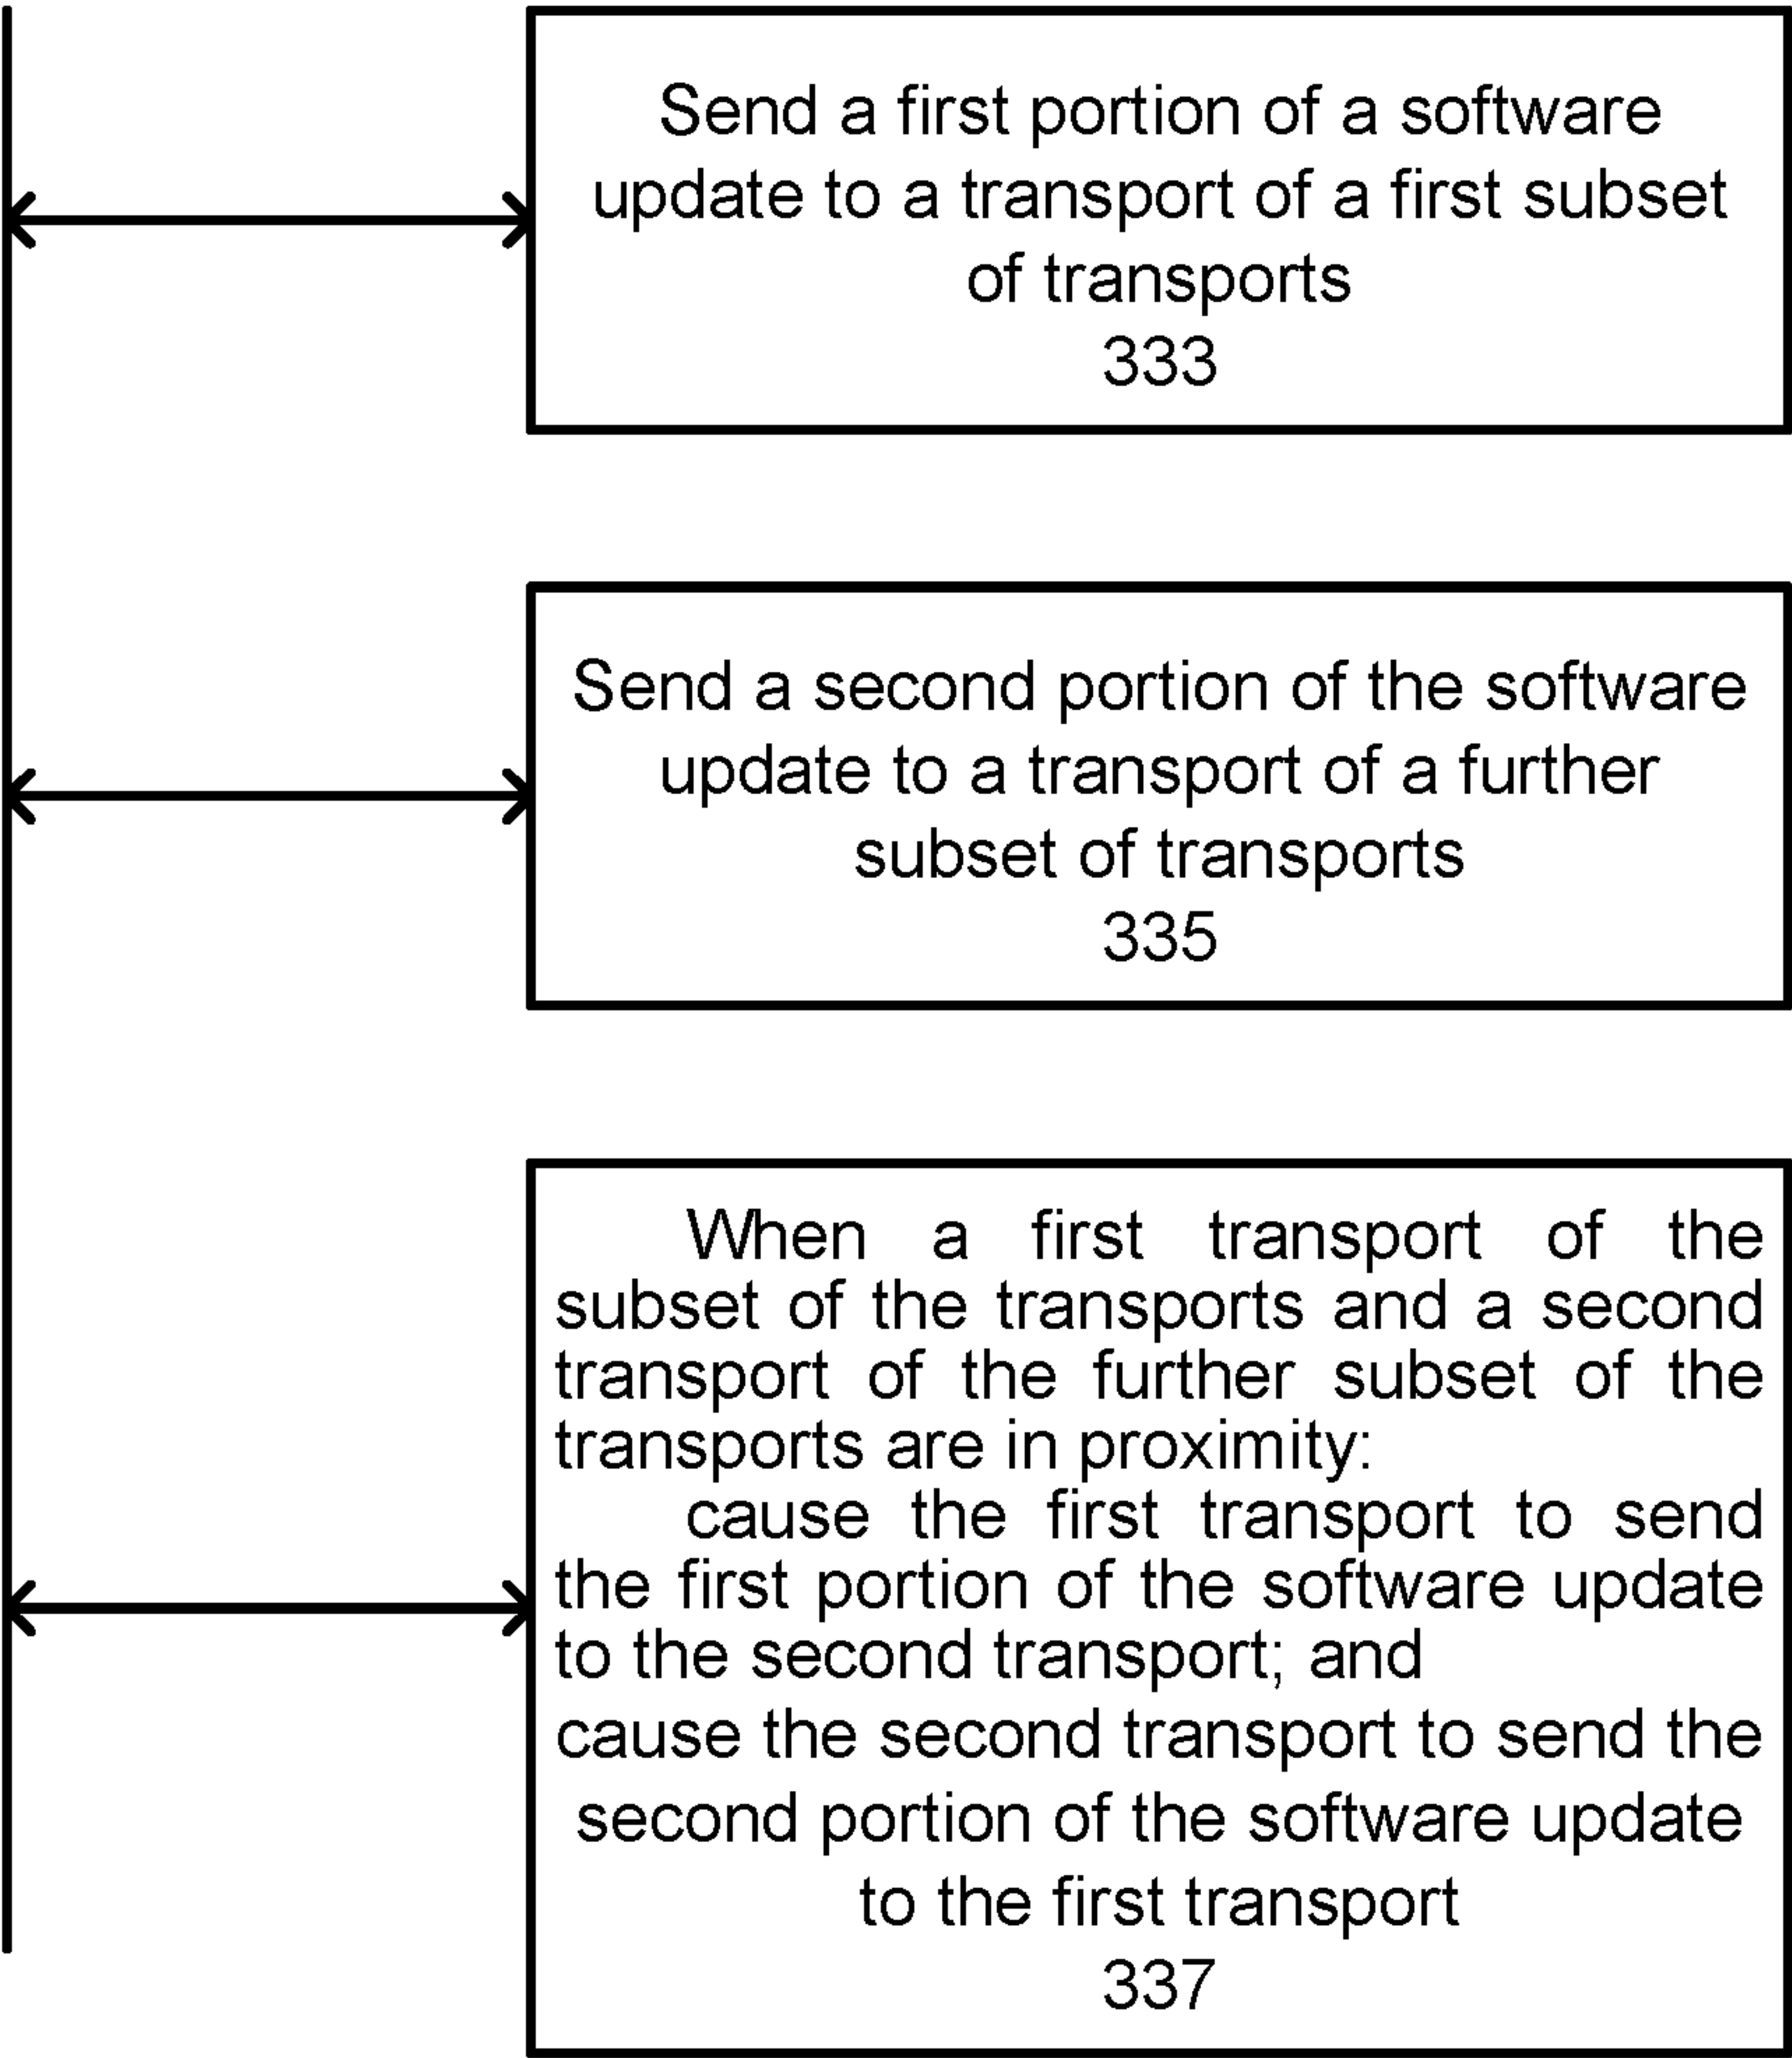 Send a first portion of a software
update to a transport of a first subset
of transports
333
Send a second portion of the software
update to a transport of a further
subset of transports
335
When a first transport of the
subset of the transports and a second
transport of the further subset of the
transports are in proximity:
cause the first transport to send
the first portion of the software update
to the second transport; and
cause the second transport to send the
second portion of the software update
to the first transport
337